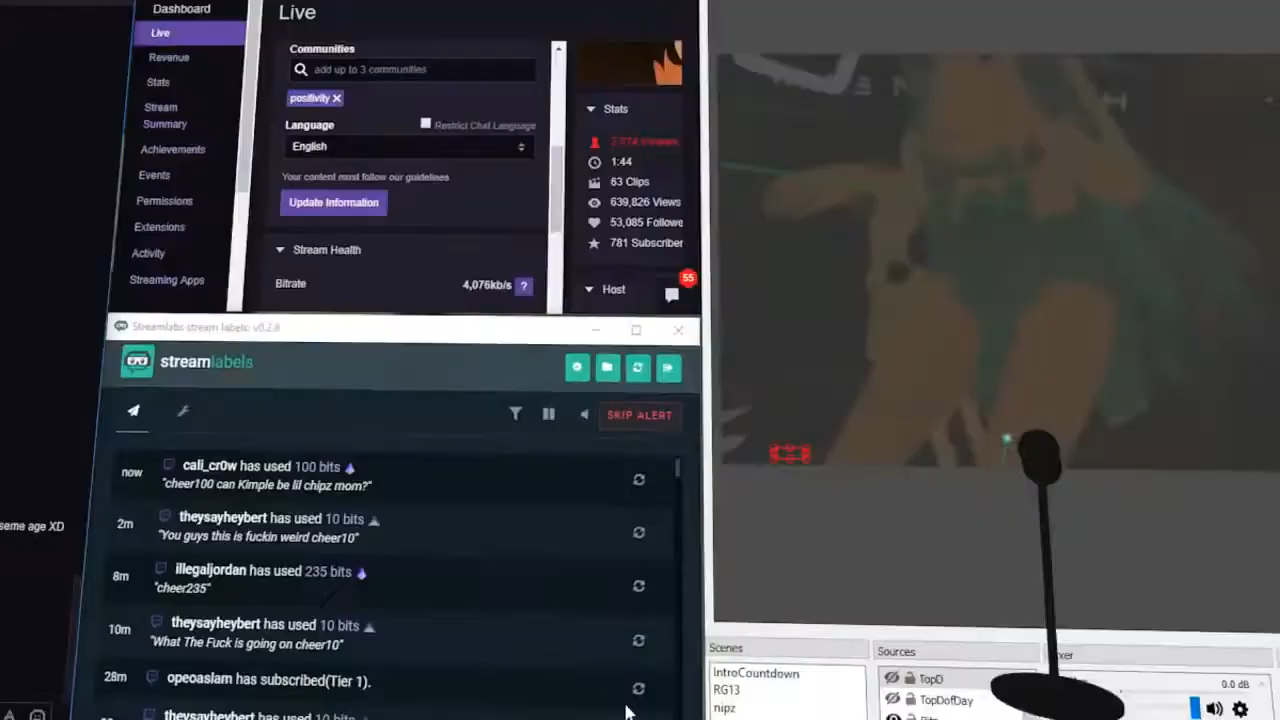 Dashboard
Live
Revenue
Stats
Stream
Summary
Achievements
Events
Permissions
Extensions
Activity
Streaming Apps
Live
Communities
add up to 3 communities
positivity
Language
Restrict Chat Language
English
Your content must follow our guidelines
Update Information
Stream Health
Bitrate
4,076kb/s
?
Stats
1:44
63 Clips
639,826 Views
53,085 Followe
781 Subscriber
55
Host
Streamlabs stream labels: v0.2.6
streamlabels
SKIP ALERT
now
cali_cr0w has used 100 bits
"cheer100 can Kimple be lil chipz mom?"
2m
theysayheybert has used 10 bits
"You guys this is fuckin weird cheer10"
8m
illegaljordan has used 235 bits
"cheer235"
10m
theysayheybert has used 10 bits
"What The Fuck is going on cheer10"
28m
opeoaslam has subscribed(Tier 1).
theysayheybert has used 10 bits
seme age XD
Scenes
IntroCountdown
RG13
nipz
Sources
TopD
TopDofDay
0.0 dB